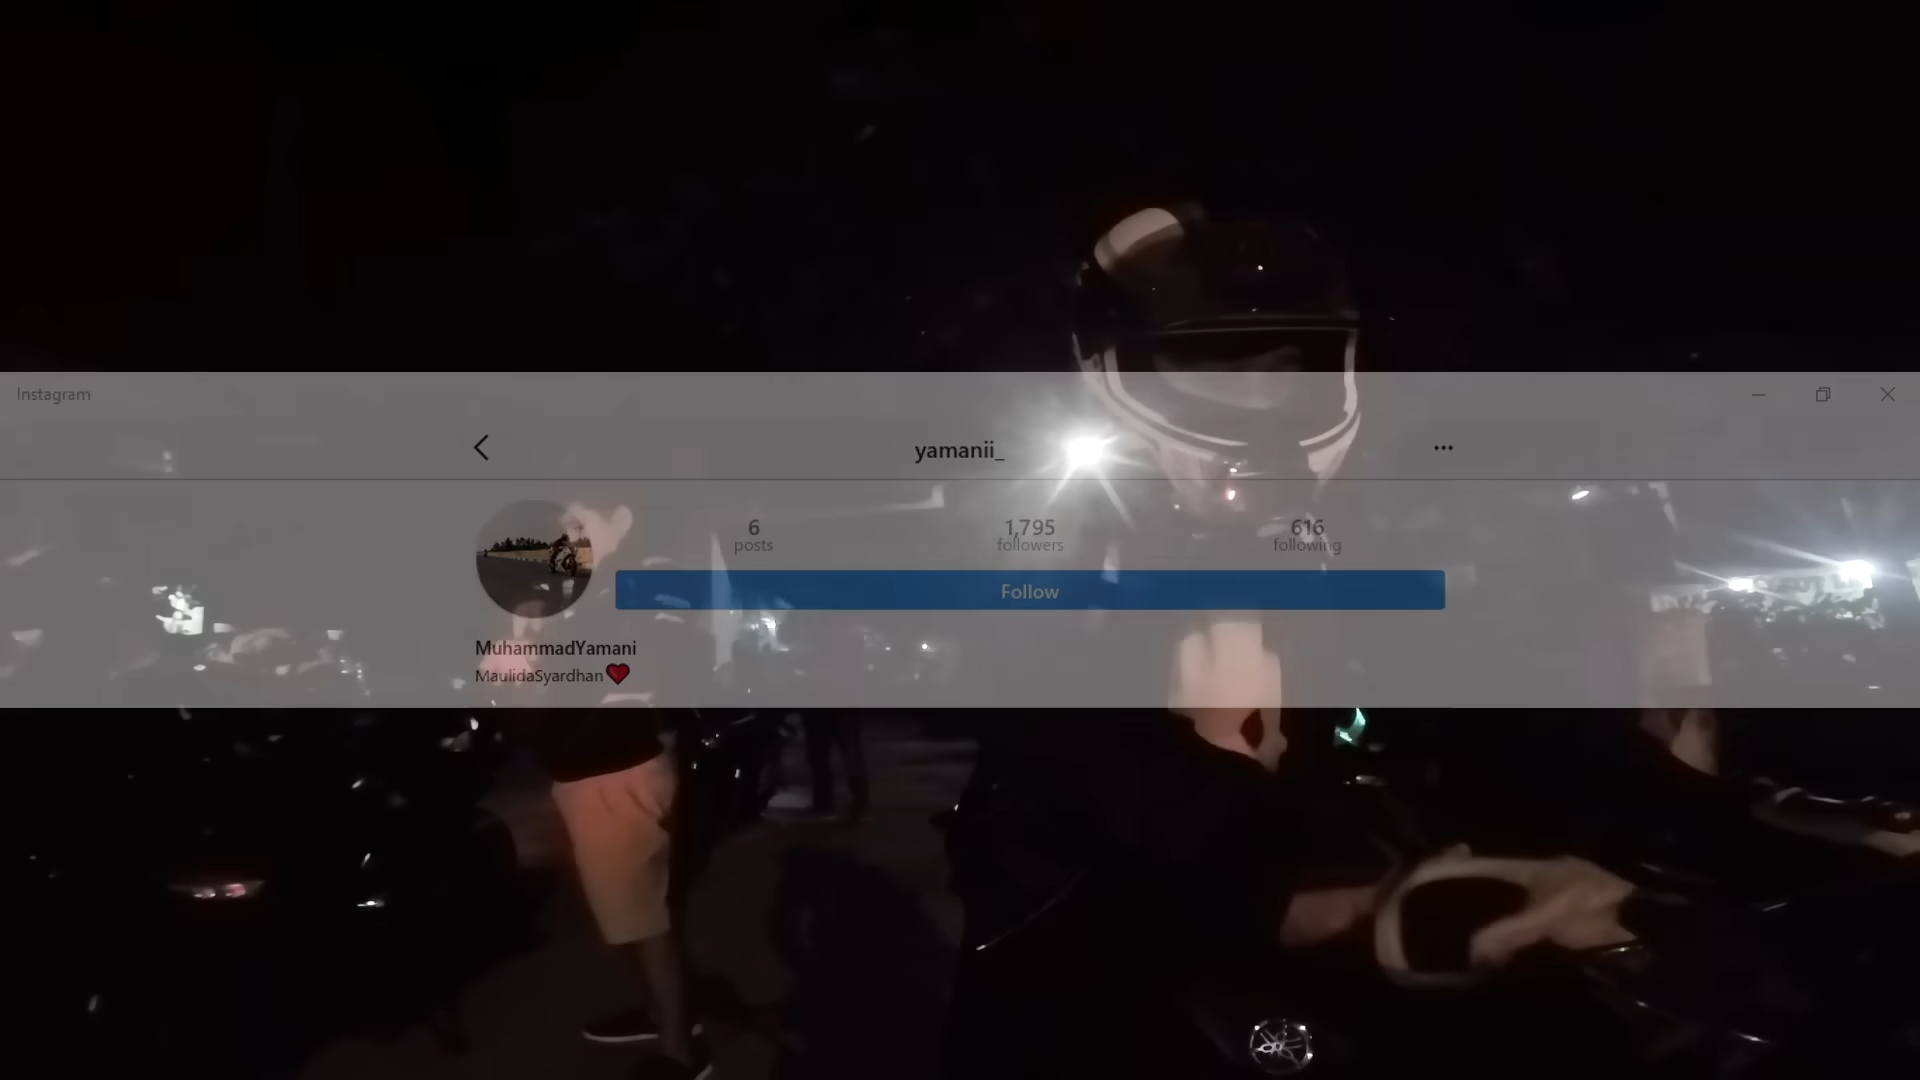 Instagram
yamanii_
6
posts
1,795
followers
616
following
Follow
MuhammadYamani
MaulidaSyardhan❤